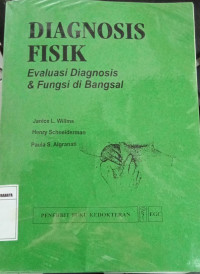 DIAGNOSIS
FISIK
Evaluasi Diagnosis
& Fungsi di Bangsal
Janice L. Willms
Henry Schneiderman
Paula S. Algranati
PENERBIT BUKU KEDOKTERAN EGC